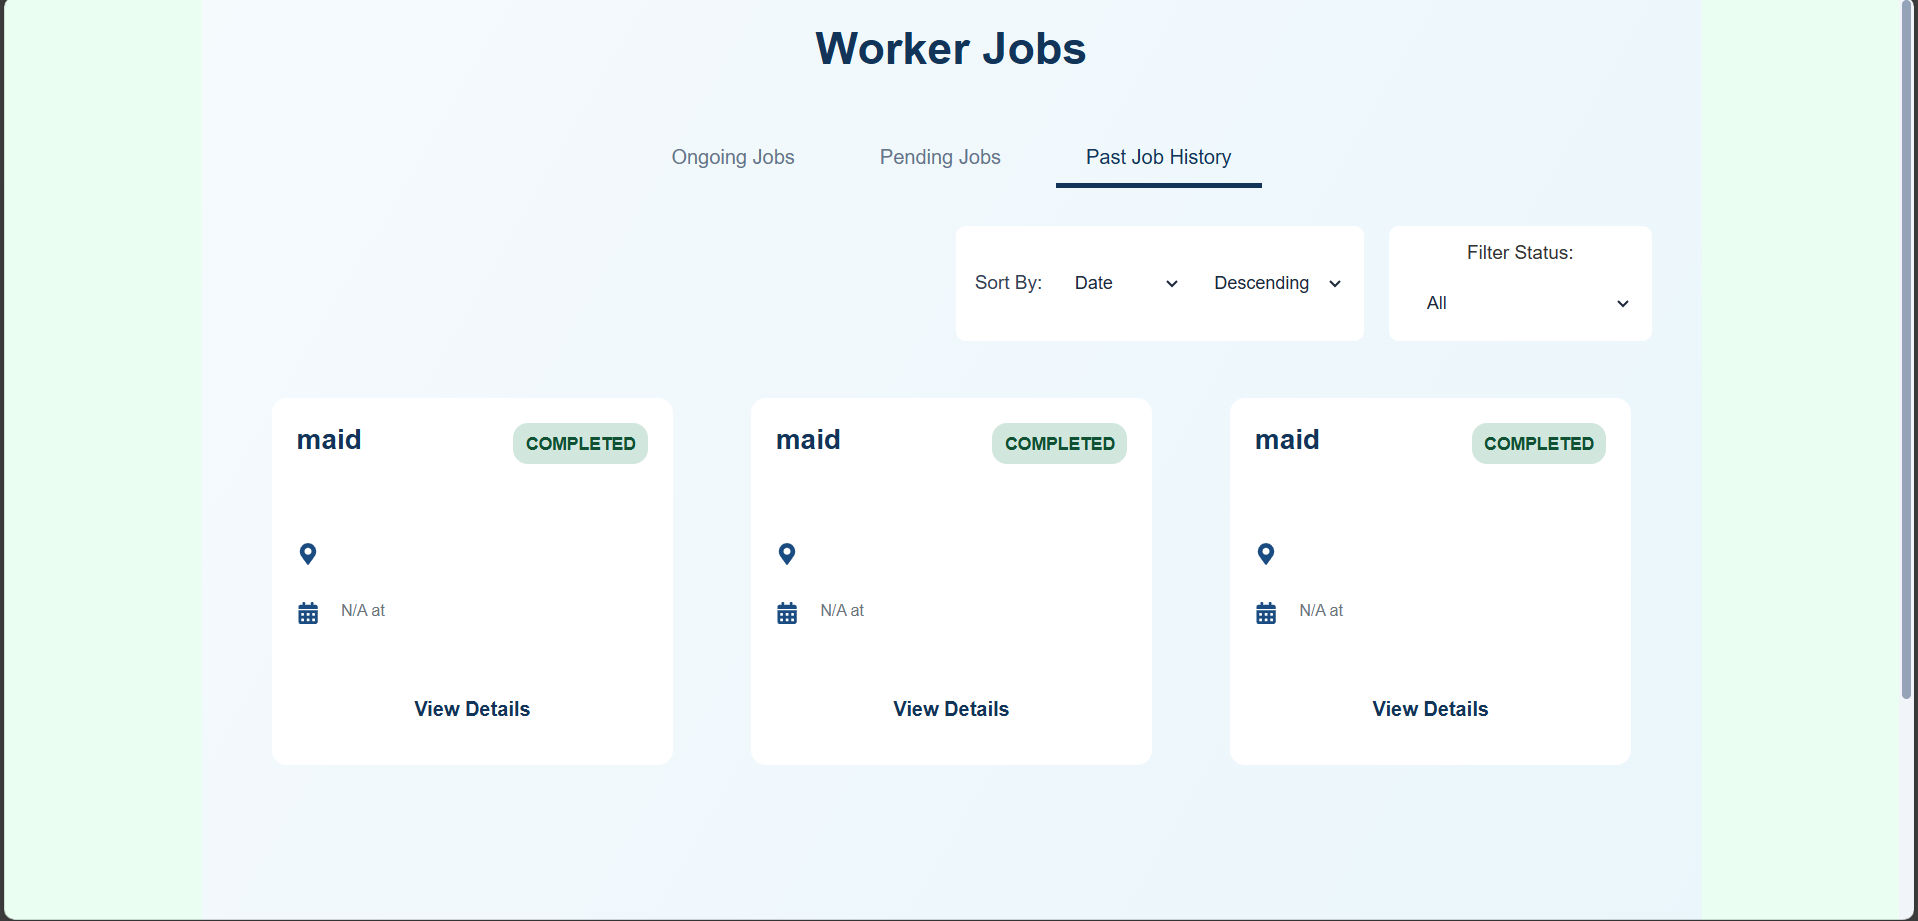 Worker Jobs
Ongoing Jobs
Pending Jobs
Past Job History
Sort By:
Date
Descending
Filter Status:
All
maid
COMPLETED
N/A at
View Details
maid
COMPLETED
N/A at
View Details
maid
COMPLETED
N/A at
View Details